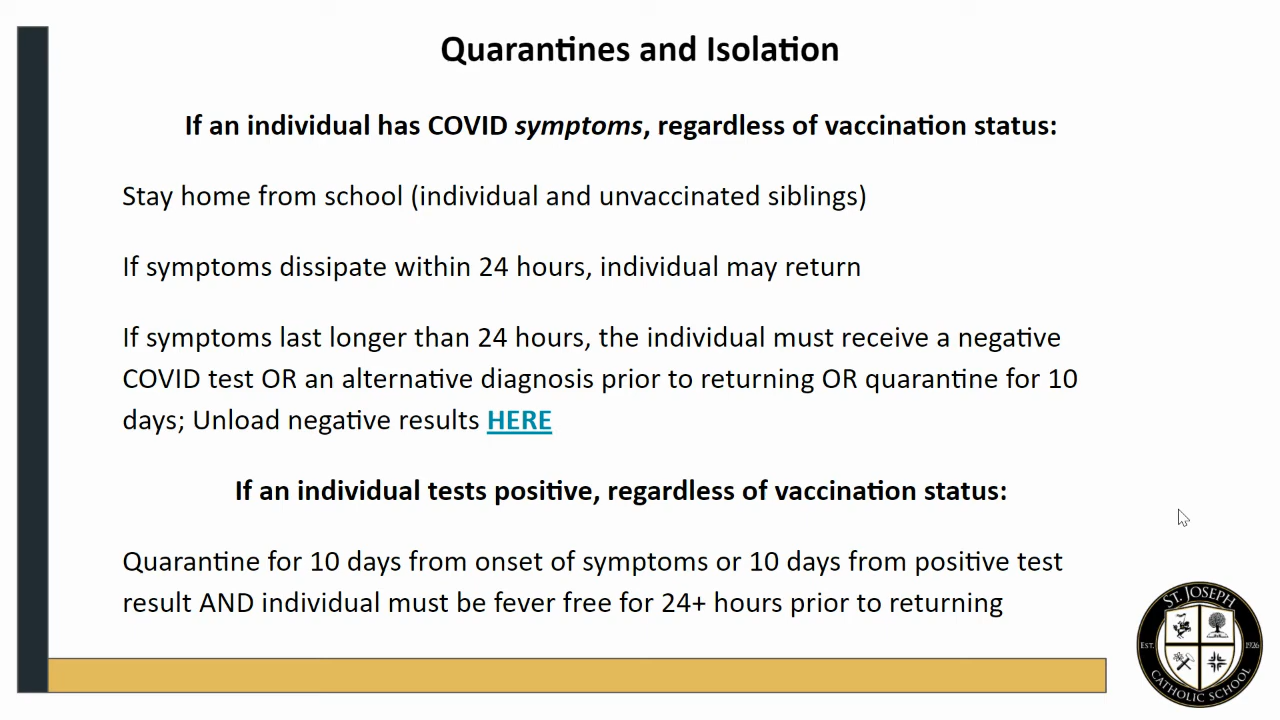 Quarantines and Isolation
If an individual has COVID symptoms, regardless of vaccination status:
Stay home from school (individual and unvaccinated siblings)
If symptoms dissipate within 24 hours, individual may return
If symptoms last longer than 24 hours, the individual must receive a negative
COVID test OR an alternative diagnosis prior to returning OR quarantine for 10
days; Unload negative results HERE
If an individual tests positive, regardless of vaccination status:
Quarantine for 10 days from onset of symptoms or 10 days from positive test
result AND individual must be fever free for 24+ hours prior to returning
ST. JOSEPH
EST. 1926
CATHOLIC SCHOOL